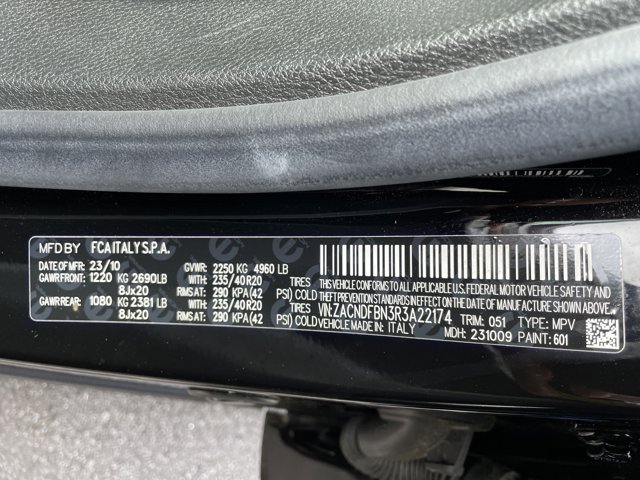 MFD BY FCA ITALY S.P.A.
DATE OF MFR 23/10 GVWR: 2250 KG 4960 LB
GAWR FRONT: 1220 KG 2690LB WITH: 235/40R20 TIRES THIS VEHICLE CONFORMS TO ALL APPLICABLE U.S. FEDERAL MOTOR VEHICLE SAFETY
8Jx20 RIMS AT: 290 KPA(42 PSI) COLD BUMPER AND THEFT PREVENTION STANDARDS IN EFFECT ON THE DATE OF MANUFACTURE SHOWN ABOVE.
GAWR REAR: 1080 KG 2381 LB WITH: 235/40R20 TIRES VIN: ZACNDFBN3R3A22174 TRIM: 051 TYPE: MPV
8Jx20 RIMS AT: 290 KPA(42 PSI) COLD MADE IN: ITALY MDH: 231009 PAINT: 601